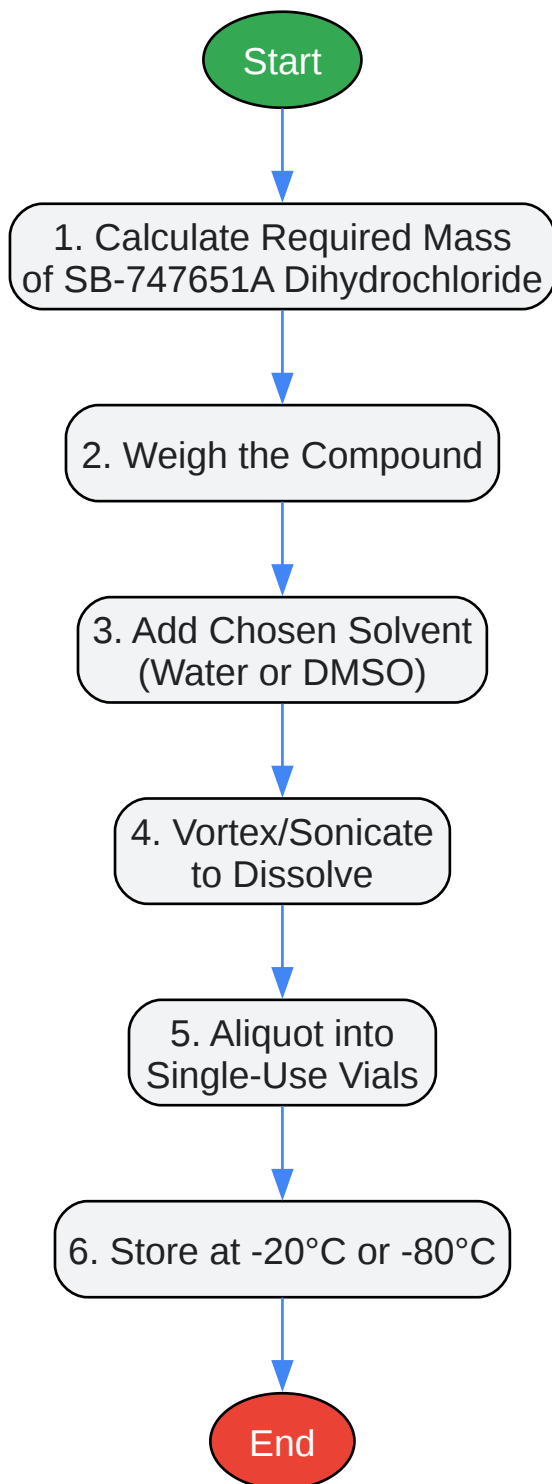 Start
1. Calculate Required Mass
of SB-747651A Dihydrochloride
2. Weigh the Compound
3. Add Chosen Solvent
(Water or DMSO)
4. Vortex/Sonicate
to Dissolve
5. Aliquot into
Single-Use Vials
6. Store at -20°C or -80°C
End